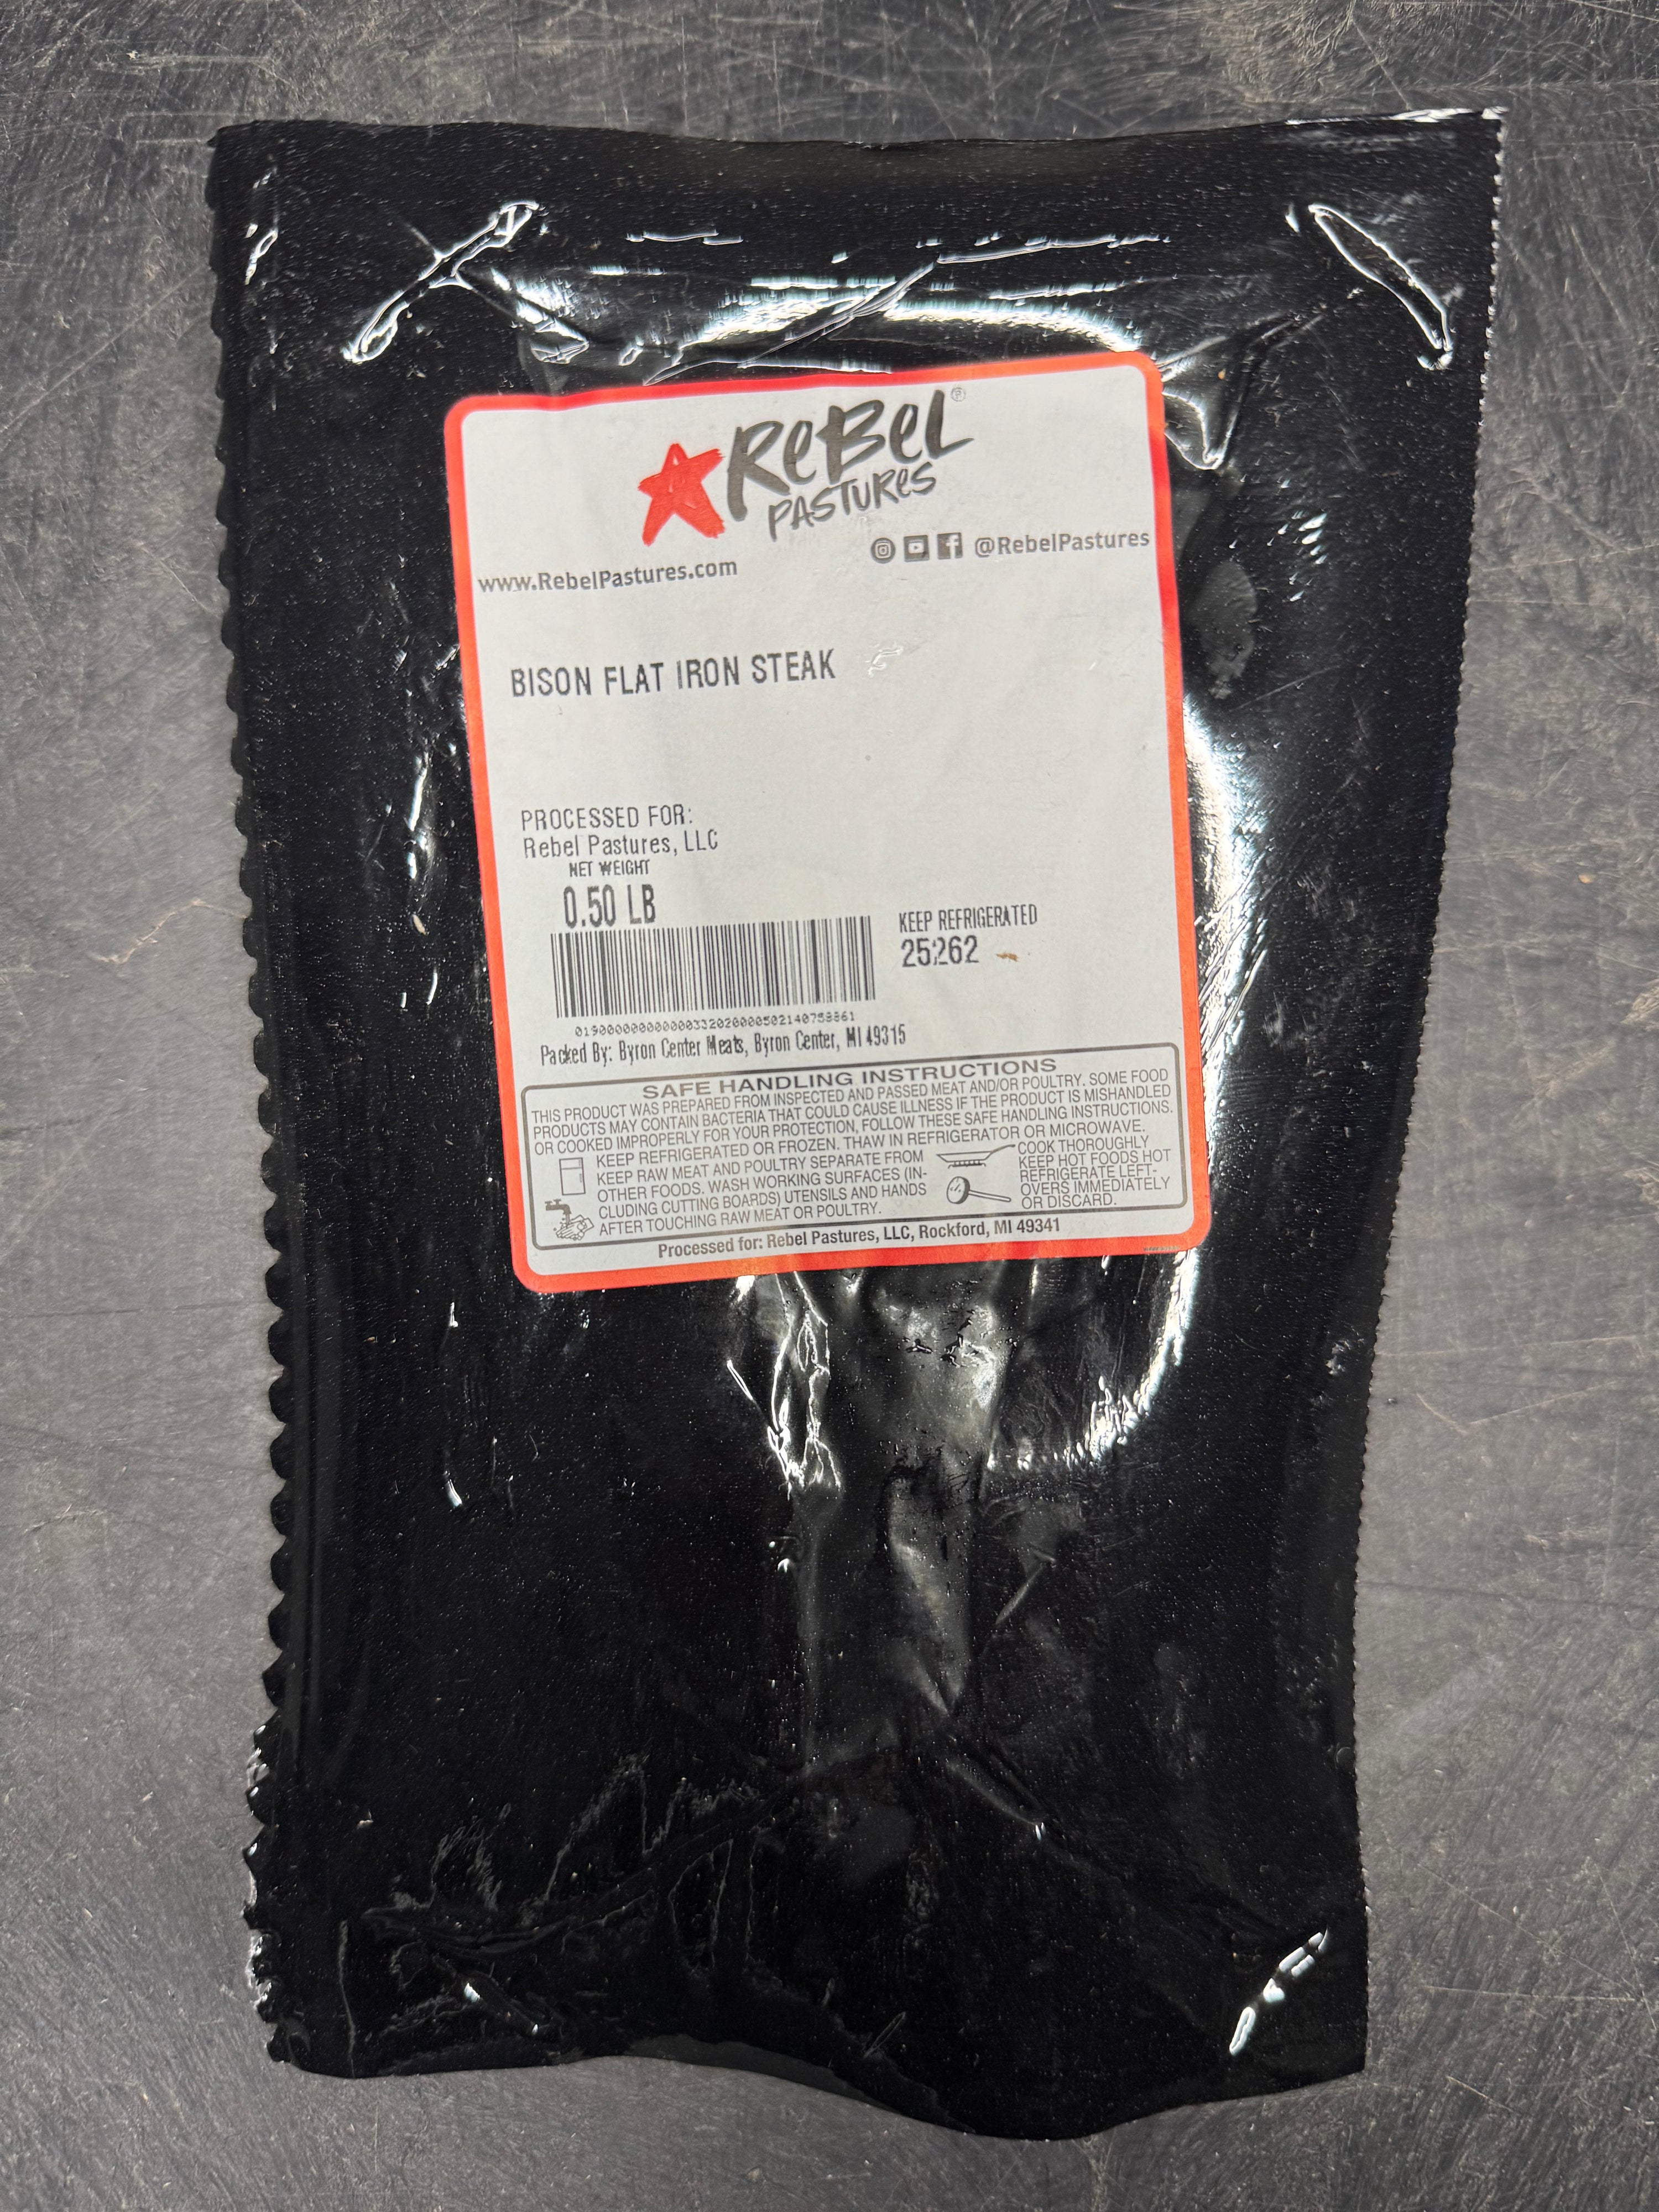 ReBeL®
PASTUReS
www.RebelPastures.com
@RebelPastures
BISON FLAT IRON STEAK
PROCESSED FOR:
Rebel Pastures, LLC
NET WEIGHT
0.50 LB
KEEP REFRIGERATED
25262
Packed By: Byron Center Meats, Byron Center, MI 49315
SAFE HANDLING INSTRUCTIONS
THIS PRODUCT WAS PREPARED FROM INSPECTED AND PASSED MEAT AND/OR POULTRY. SOME FOOD
PRODUCTS MAY CONTAIN BACTERIA THAT COULD CAUSE ILLNESS IF THE PRODUCT IS MISHANDLED
OR COOKED IMPROPERLY FOR YOUR PROTECTION, FOLLOW THESE SAFE HANDLING INSTRUCTIONS.
KEEP REFRIGERATED OR FROZEN. THAW IN REFRIGERATOR OR MICROWAVE.
KEEP RAW MEAT AND POULTRY SEPARATE FROM
OTHER FOODS. WASH WORKING SURFACES (IN-
CLUDING CUTTING BOARDS) UTENSILS AND HANDS
AFTER TOUCHING RAW MEAT OR POULTRY.
COOK THOROUGHLY
KEEP HOT FOODS HOT
REFRIGERATE LEFT-
OVERS IMMEDIATELY
OR DISCARD.
Processed for: Rebel Pastures, LLC, Rockford, MI 49341